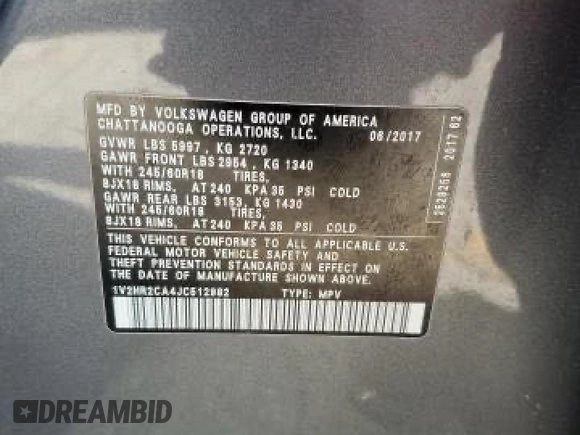 MFD BY VOLKSWAGEN GROUP OF AMERICA
CHATTANOOGA OPERATIONS, LLC. 06/2017
GVWR LBS 5997 , KG 2720
GAWR FRONT LBS 2954 , KG 1340
WITH 245/60R18 TIRES,
8JX18 RIMS, AT 240 KPA 35 PSI COLD
GAWR REAR LBS 3153, KG 1430
WITH 245/60R18 TIRES,
8JX18 RIMS, AT 240 KPA 35 PSI COLD
THIS VEHICLE CONFORMS TO ALL APPLICABLE U.S.
FEDERAL MOTOR VEHICLE SAFETY AND
THEFT PREVENTION STANDARDS IN EFFECT ON
THE DATE OF MANUFACTURE SHOWN ABOVE.
TYPE: MPV
2017 62
DREAMBID